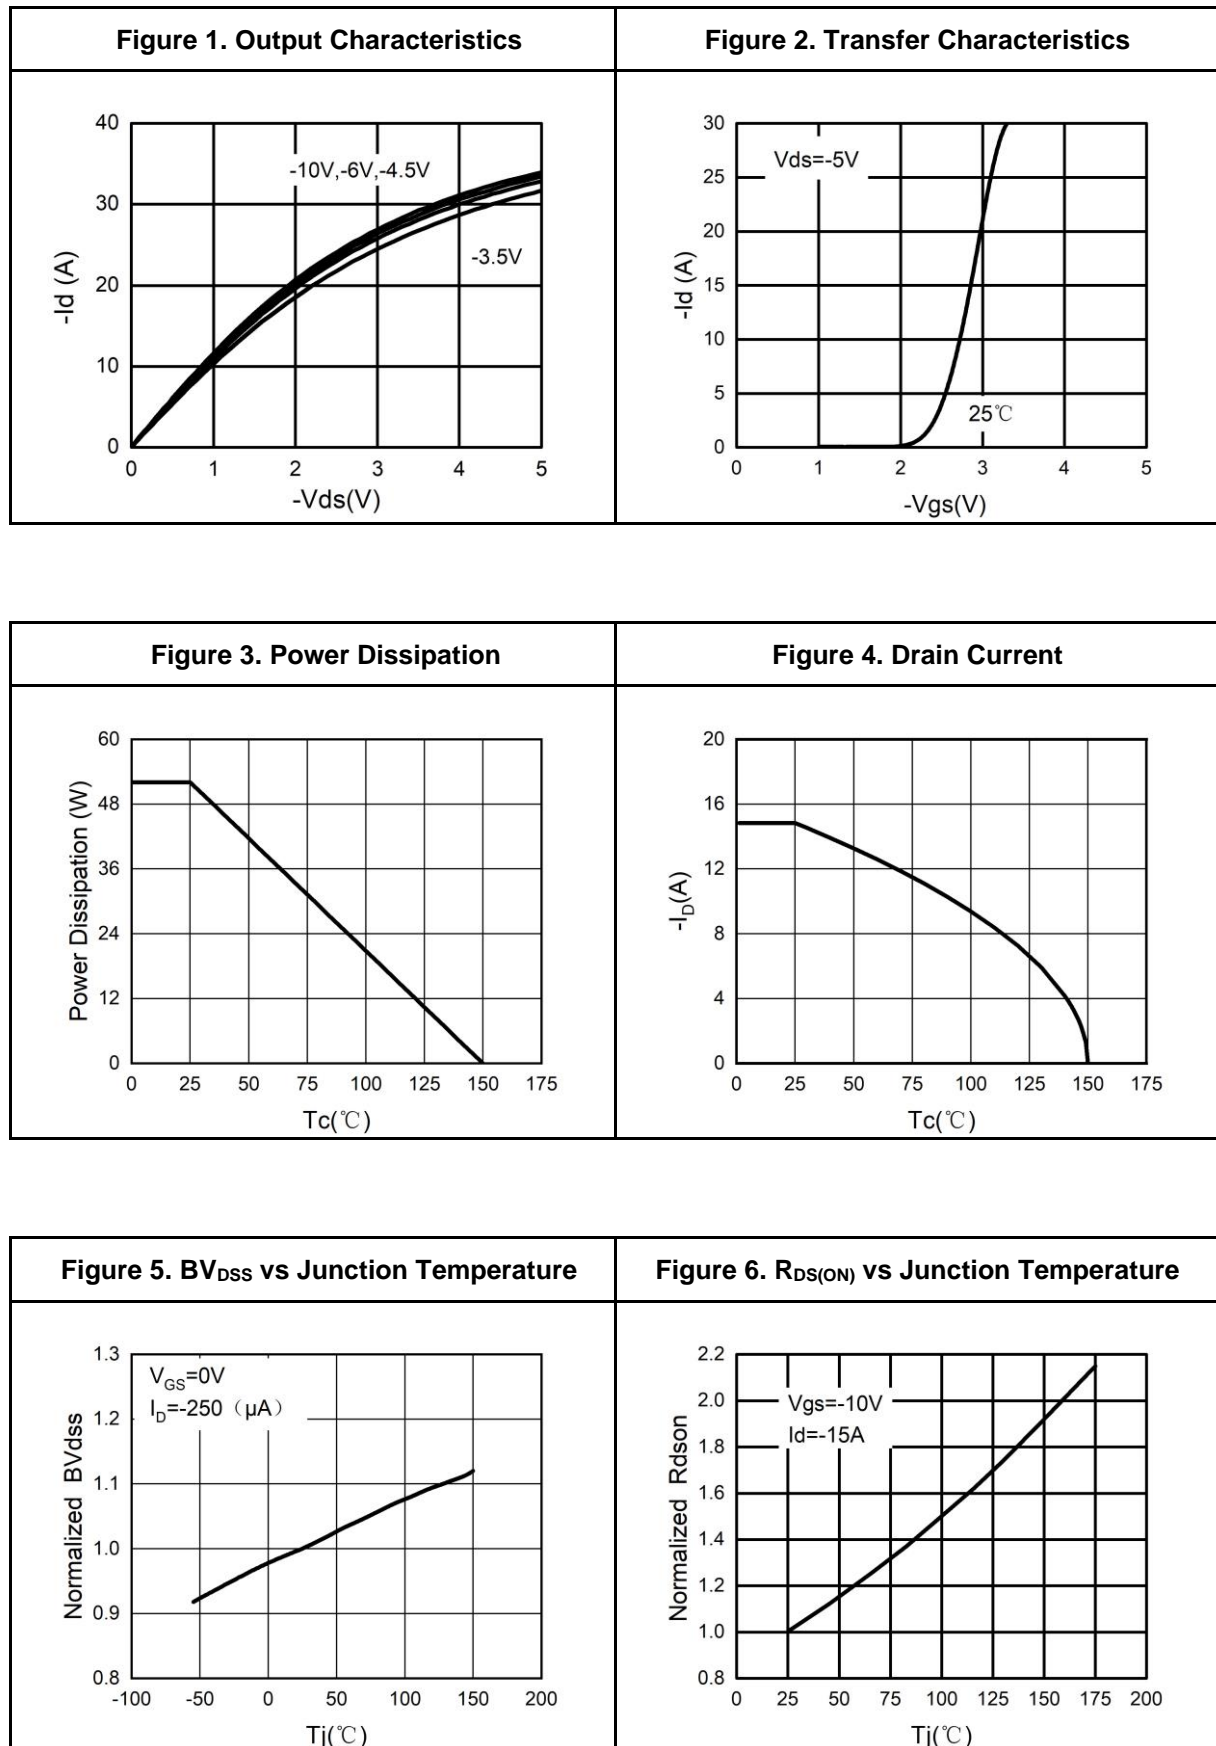 Figure 1. Output Characteristics
Figure 2. Transfer Characteristics
40
30
20
10
0
-10V,-6V,-4.5V
-3.5V
-Id (A)
0 1 2 3 4 5
-Vds(V)
30
25
20
15
10
5
0
Vds=-5V
25℃
-Id (A)
0 1 2 3 4 5
-Vgs(V)
Figure 3. Power Dissipation
Figure 4. Drain Current
60
48
36
24
12
0
Power Dissipation (W)
0 25 50 75 100 125 150 175
Tc(℃)
20
16
12
8
4
0
-I_D(A)
0 25 50 75 100 125 150 175
Tc(℃)
Figure 5. BV_DSS vs Junction Temperature
Figure 6. R_DS(ON) vs Junction Temperature
1.3
1.2
1.1
1.0
0.9
0.8
V_GS=0V
I_D=-250（μA）
Normalized BVdss
-100 -50 0 50 100 150 200
Tj(℃)
2.2
2.0
1.8
1.6
1.4
1.2
1.0
0.8
Vgs=-10V
Id=-15A
Normalized Rdson
0 25 50 75 100 125 150 175 200
Tj(℃)